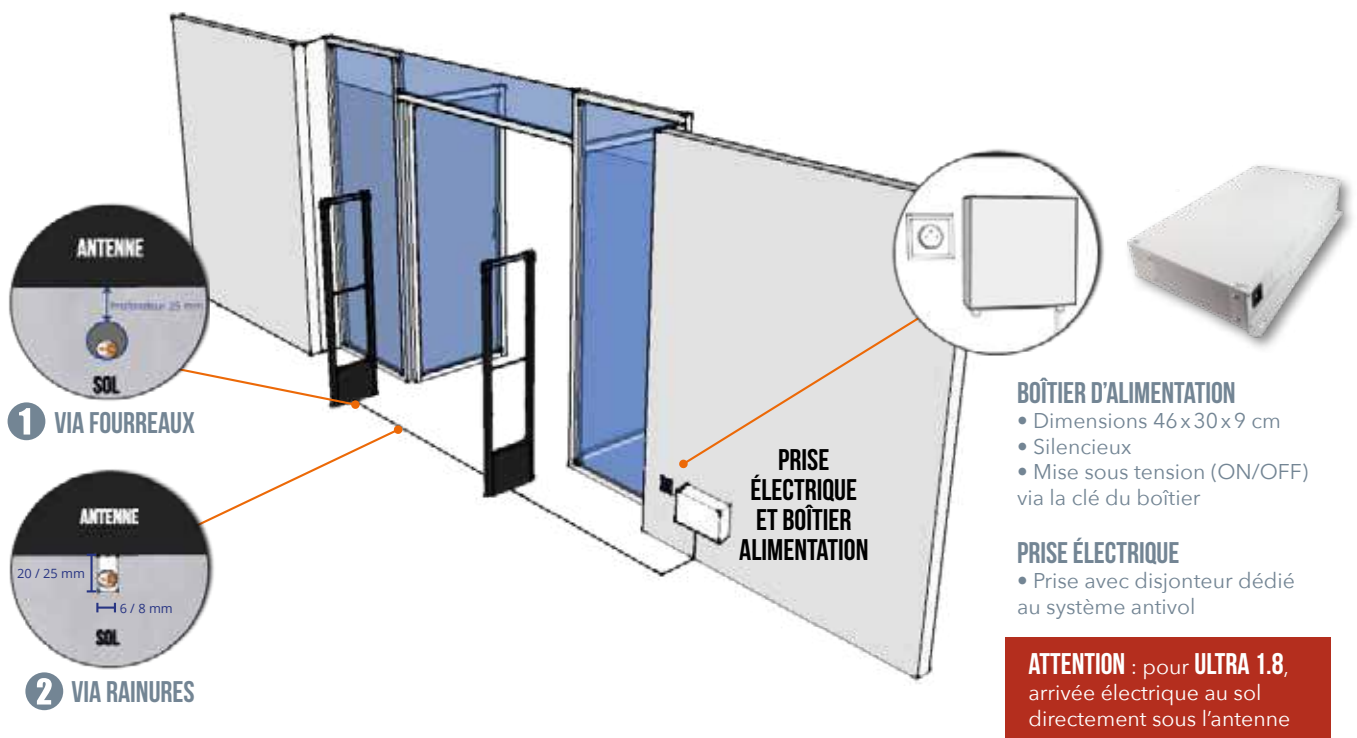 ANTENNE
Profondeur 25 mm
SOL
1 VIA FOURREAUX
ANTENNE
20 / 25 mm
6 / 8 mm
SOL
2 VIA RAINURES
PRISE
ÉLECTRIQUE
ET BOÎTIER
ALIMENTATION
BOÎTIER D'ALIMENTATION
• Dimensions 46 x 30 x 9 cm
• Silencieux
• Mise sous tension (ON/OFF)
via la clé du boîtier
PRISE ÉLECTRIQUE
• Prise avec disjonteur dédié
au système antivol
ATTENTION : pour ULTRA 1.8,
arrivée électrique au sol
directement sous l'antenne